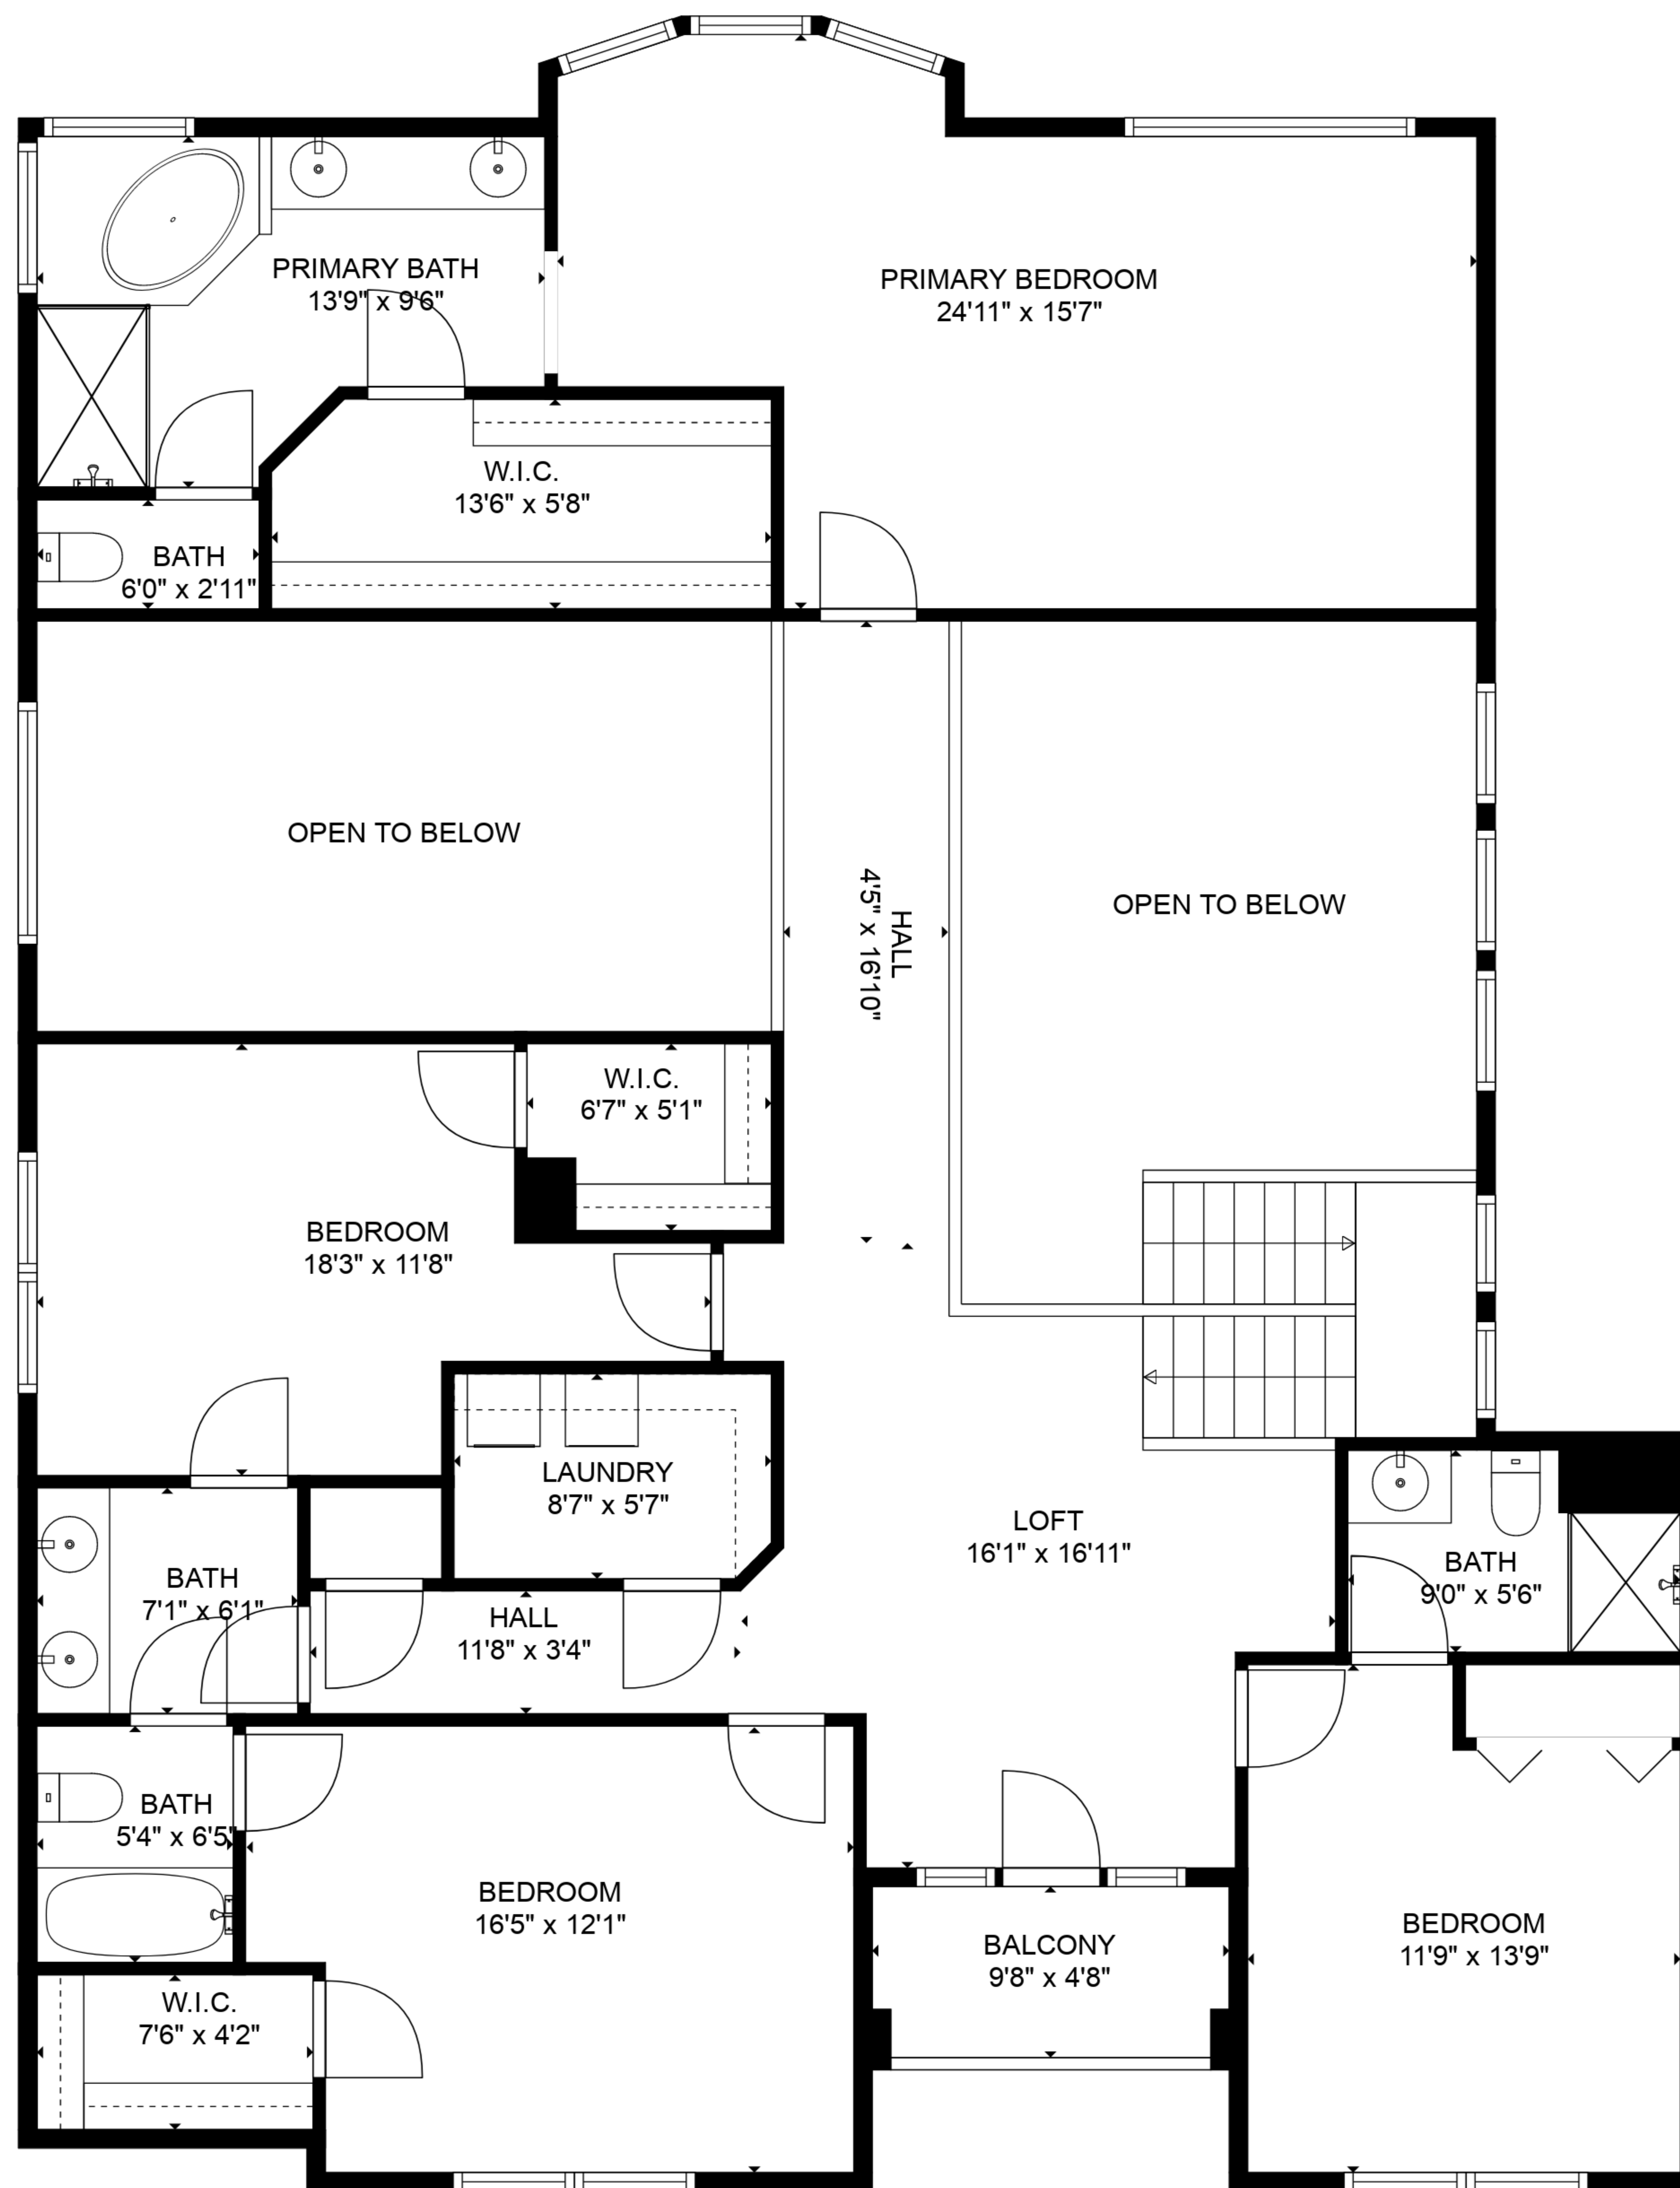 PRIMARY BATH
13'9" x 9'6"
PRIMARY BEDROOM
24'11" x 15'7"
W.I.C.
13'6" x 5'8"
BATH
6'0" x 2'11"
OPEN TO BELOW
HALL
4'5" x 16'10"
OPEN TO BELOW
W.I.C.
6'7" x 5'1"
BEDROOM
18'3" x 11'8"
LAUNDRY
8'7" x 5'7"
LOFT
16'1" x 16'11"
BATH
9'0" x 5'6"
BATH
7'1" x 6'1"
HALL
11'8" x 3'4"
BATH
5'4" x 6'5"
BEDROOM
16'5" x 12'1"
BALCONY
9'8" x 4'8"
BEDROOM
11'9" x 13'9"
W.I.C.
7'6" x 4'2"